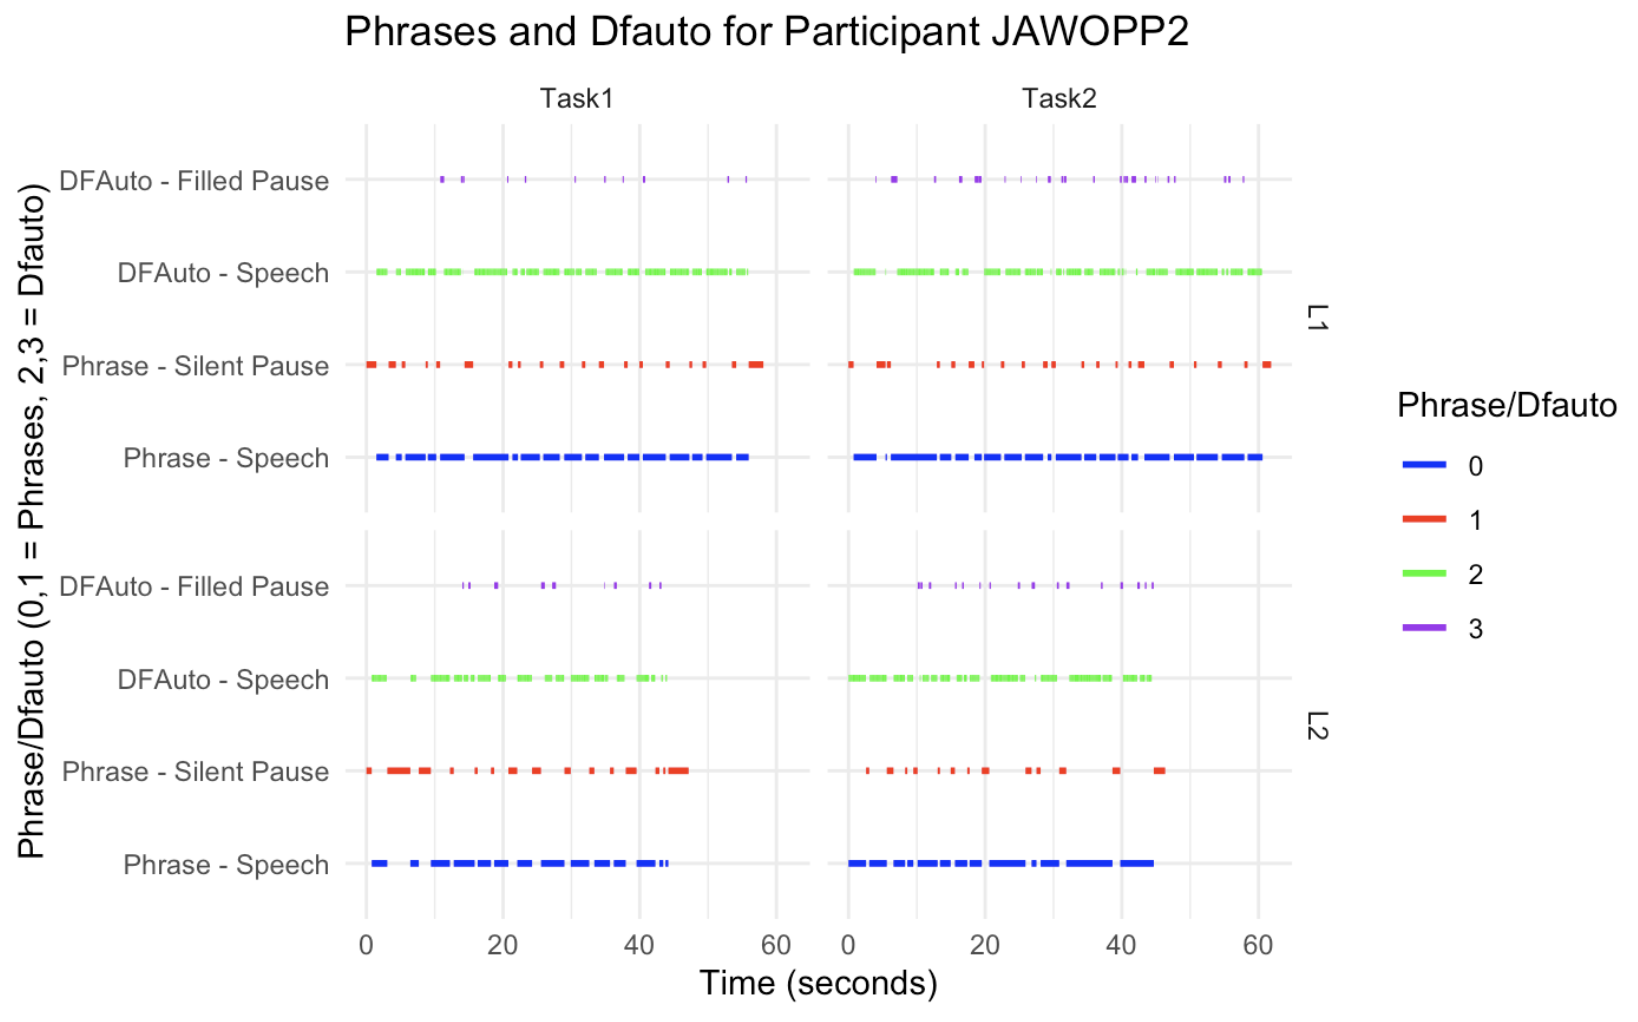 Phrases and Dfauto for Participant JAWOPP2
Task1
Task2
Phrase/Dfauto (0,1 = Phrases, 2,3 = Dfauto)
DFAuto - Filled Pause
DFAuto - Speech
Phrase - Silent Pause
Phrase - Speech
L1
DFAuto - Filled Pause
DFAuto - Speech
Phrase - Silent Pause
Phrase - Speech
L2
0
20
40
60
0
20
40
60
Time (seconds)
Phrase/Dfauto
0
1
2
3